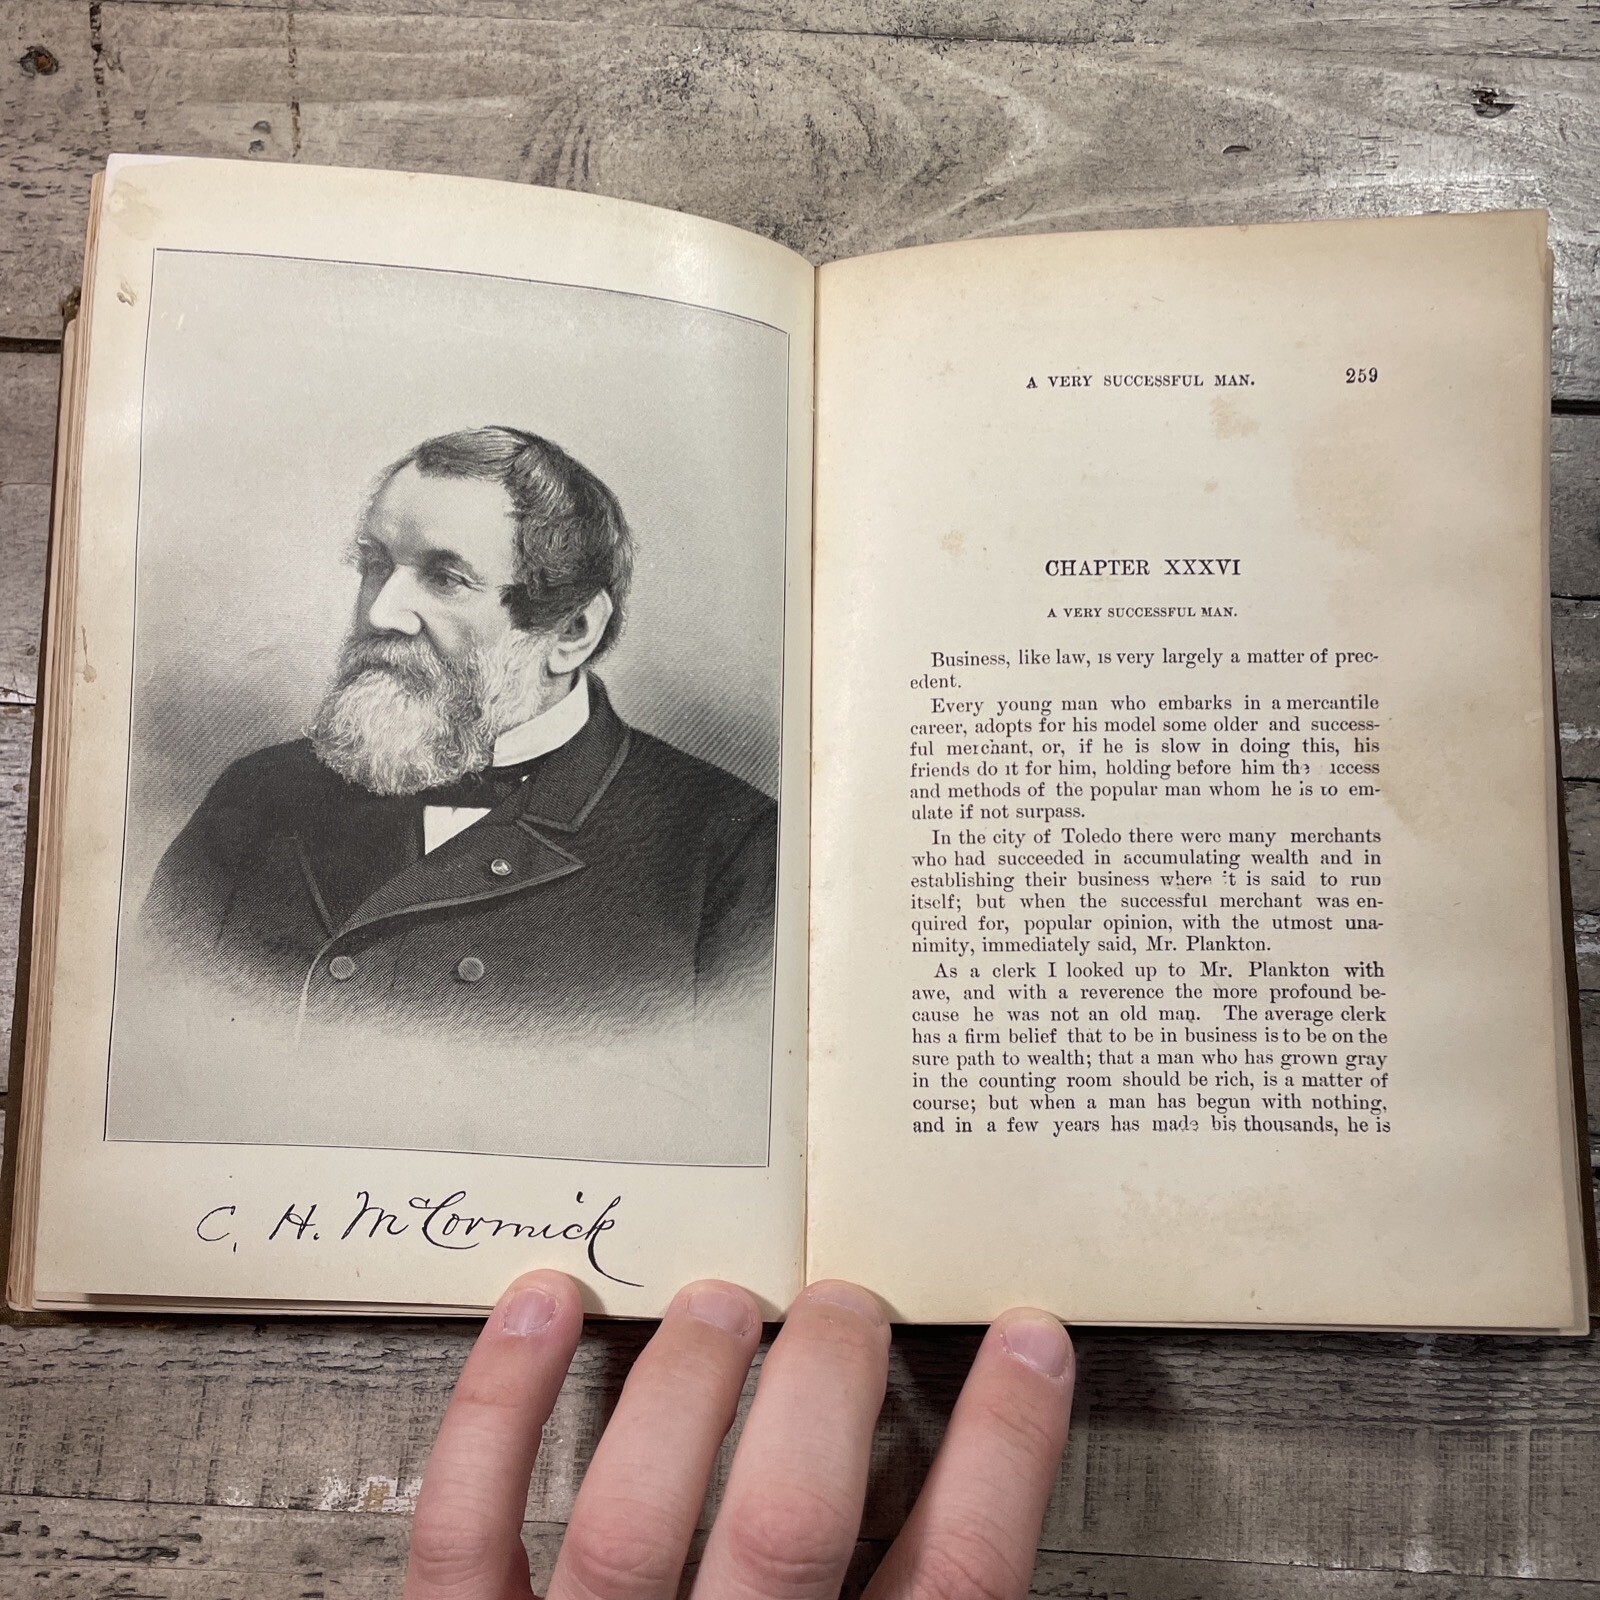 C. H. McCormick
A VERY SUCCESSFUL MAN. 259
CHAPTER XXXVI
A VERY SUCCESSFUL MAN.
Business, like law, is very largely a matter of prec-
edent.
Every young man who embarks in a mercantile
career, adopts for his model some older and success-
ful merchant, or, if he is slow in doing this, his
friends do it for him, holding before him the
and methods of the popular man whom he is to em-
ulate if not surpass.
In the city of Toledo there were many merchants
who had succeeded in accumulating wealth and in
establishing their business where it is said to run
itself; but when the successful merchant was en-
quired for, popular opinion, with the utmost una-
nimity, immediately said, Mr. Plankton.
As a clerk I looked up to Mr. Plankton with
awe, and with a reverence the more profound be-
cause he was not an old man. The average clerk
has a firm belief that to be in business is to be on the
sure path to wealth; that a man who has grown gray
in the counting room should be rich, is a matter of
course; but when a man has begun with nothing,
and in a few years has made his thousands, he is